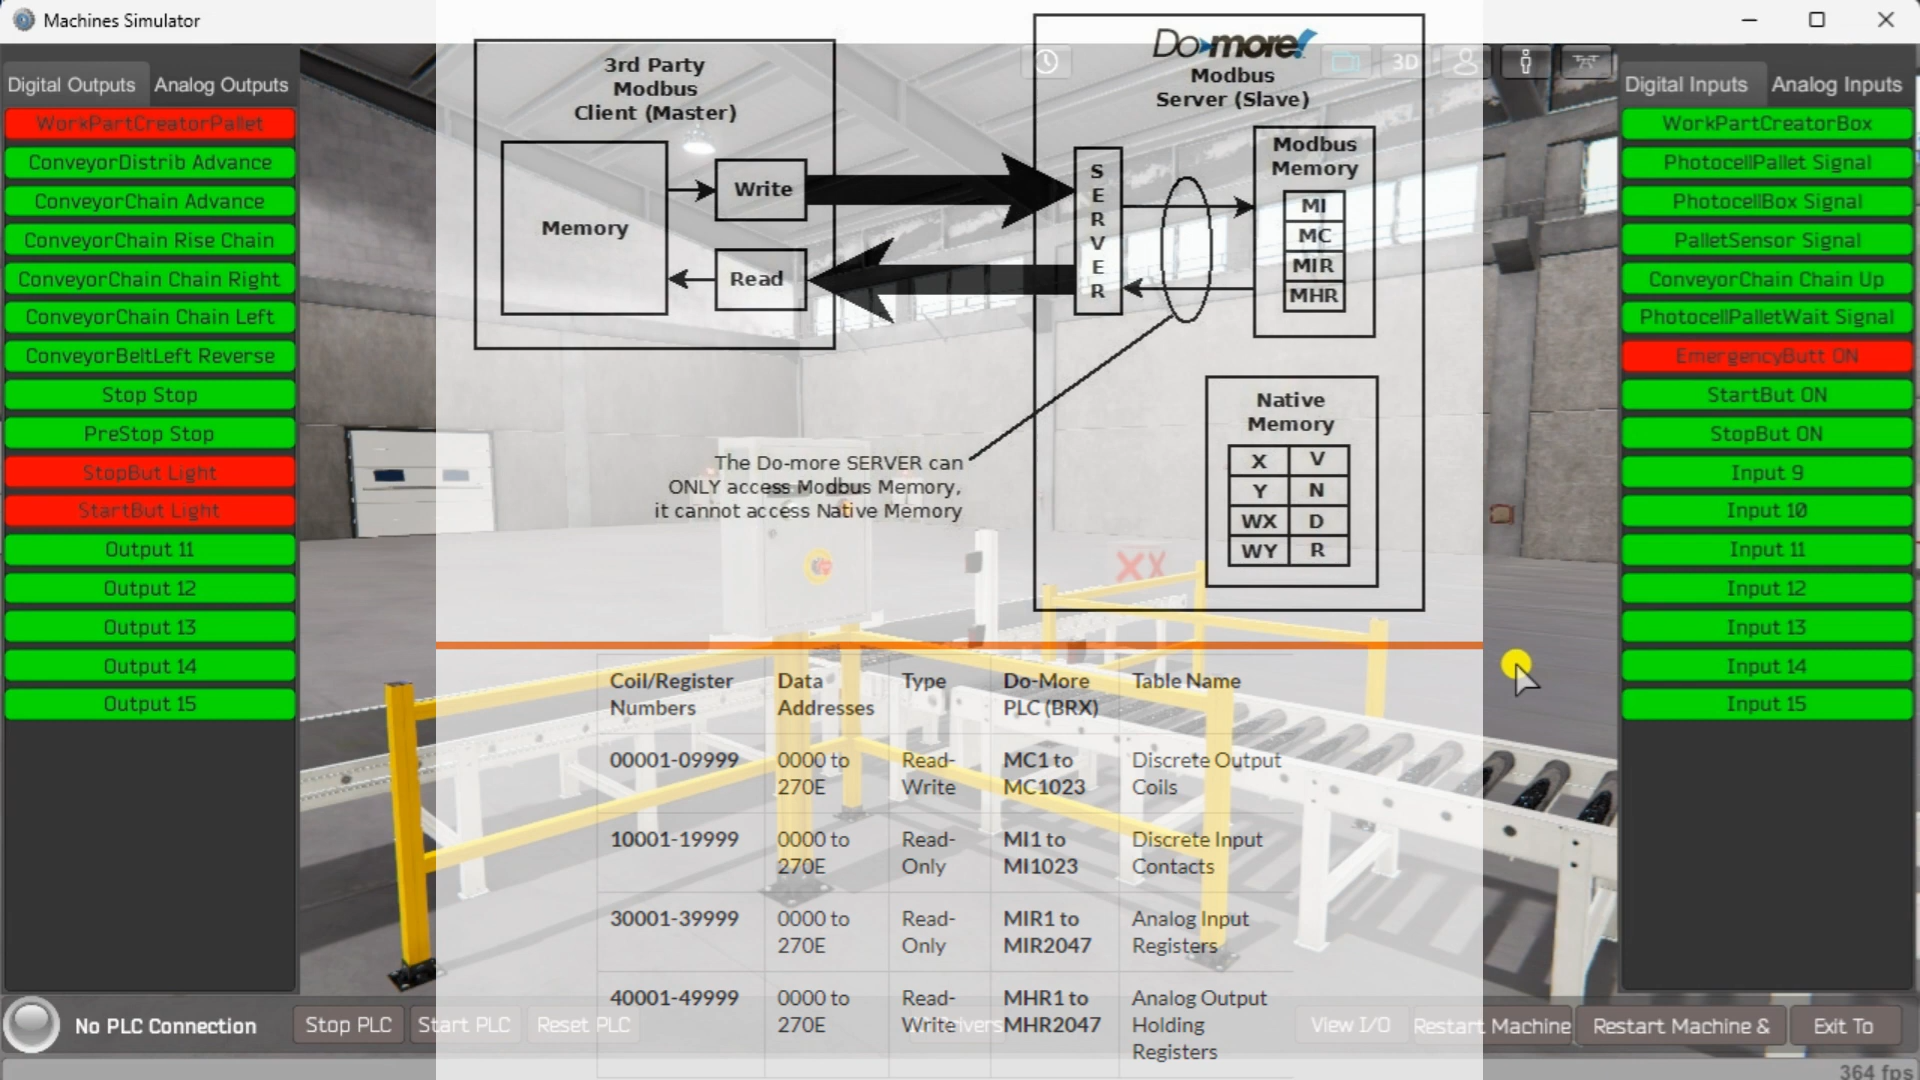 Machines Simulator
Digital Outputs
Analog Outputs
WorkPartCreatorPallet
ConveyorDistrib Advance
ConveyorChain Advance
ConveyorChain Rise Chain
ConveyorChain Chain Right
ConveyorChain Chain Left
ConveyorBeltLeft Reverse
Stop Stop
PreStop Stop
StopBut Light
StartBut Light
Output 11
Output 12
Output 13
Output 14
Output 15
3rd Party
Modbus
Client (Master)
Memory
Write
Read
Do-more!
Modbus
Server (Slave)
SERVER
Modbus
Memory
MI
MC
MIR
MHR
Native
Memory
X V
Y N
WX D
WY R
The Do-more SERVER can
ONLY access Modbus Memory,
it cannot access Native Memory
3D
Coil/Register Numbers
Data Addresses
Type
Do-More PLC (BRX)
Table Name
00001-09999
0000 to 270E
Read-Write
MC1 to MC1023
Discrete Output Coils
10001-19999
0000 to 270E
Read-Only
MI1 to MI1023
Discrete Input Contacts
30001-39999
0000 to 270E
Read-Only
MIR1 to MIR2047
Analog Input Registers
40001-49999
0000 to 270E
Read-Write
MHR1 to MHR2047
Analog Output Holding Registers
Digital Inputs
Analog Inputs
WorkPartCreatorBox
PhotocellPallet Signal
PhotocellBox Signal
PalletSensor Signal
ConveyorChain Chain Up
PhotocellPalletWait Signal
EmergencyButt ON
StartBut ON
StopBut ON
Input 9
Input 10
Input 11
Input 12
Input 13
Input 14
Input 15
No PLC Connection
Stop PLC
Start PLC
Reset PLC
Drivers
View I/O
Restart Machine
Restart Machine &
Exit To
364 fps